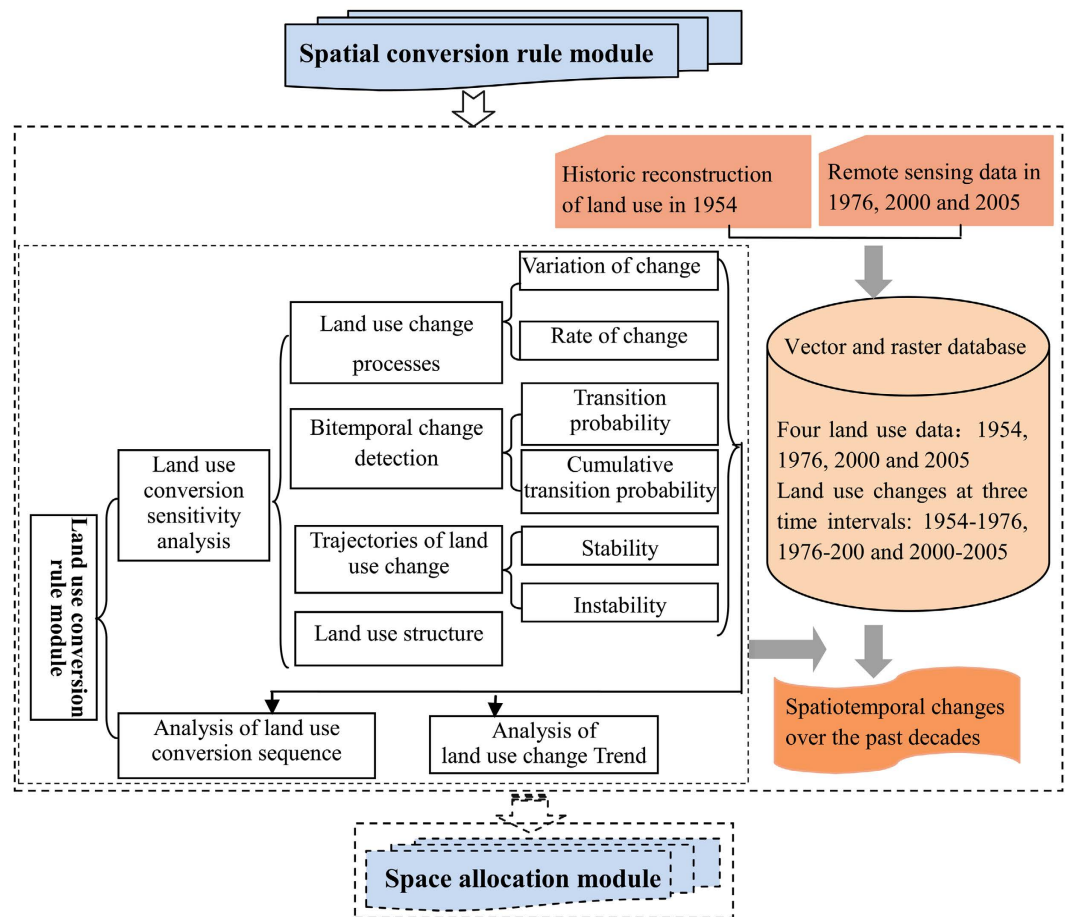 Spatial conversion rule module
Historic reconstruction
of land use in 1954
Remote sensing data in
1976, 2000 and 2005
Variation of change
Land use change
processes
Rate of change
Vector and raster database
Transition
probability
Bitemporal change
detection
Cumulative
transition probability
Four land use data：1954,
1976, 2000 and 2005
Land use changes at three
time intervals: 1954-1976,
1976-200 and 2000-2005
Land use
conversion
sensitivity
analysis
Land use conversion
rule module
Trajectories of land
use change
Stability
Instability
Land use structure
Analysis of land use
conversion sequence
Analysis of
land use change Trend
Spatiotemporal changes
over the past decades
Space allocation module